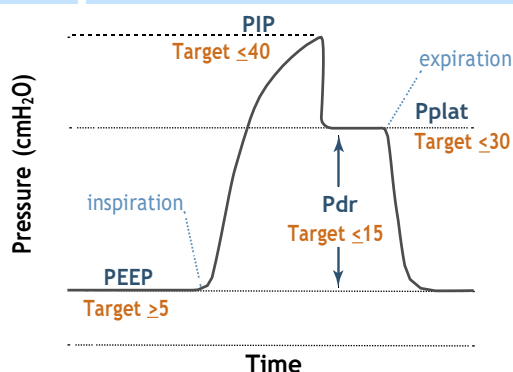 PIP
Target ≤40
expiration
Pplat
Target ≤30
Pressure (cmH₂O)
inspiration
Pdr
Target ≤15
PEEP
Target ≥5
Time